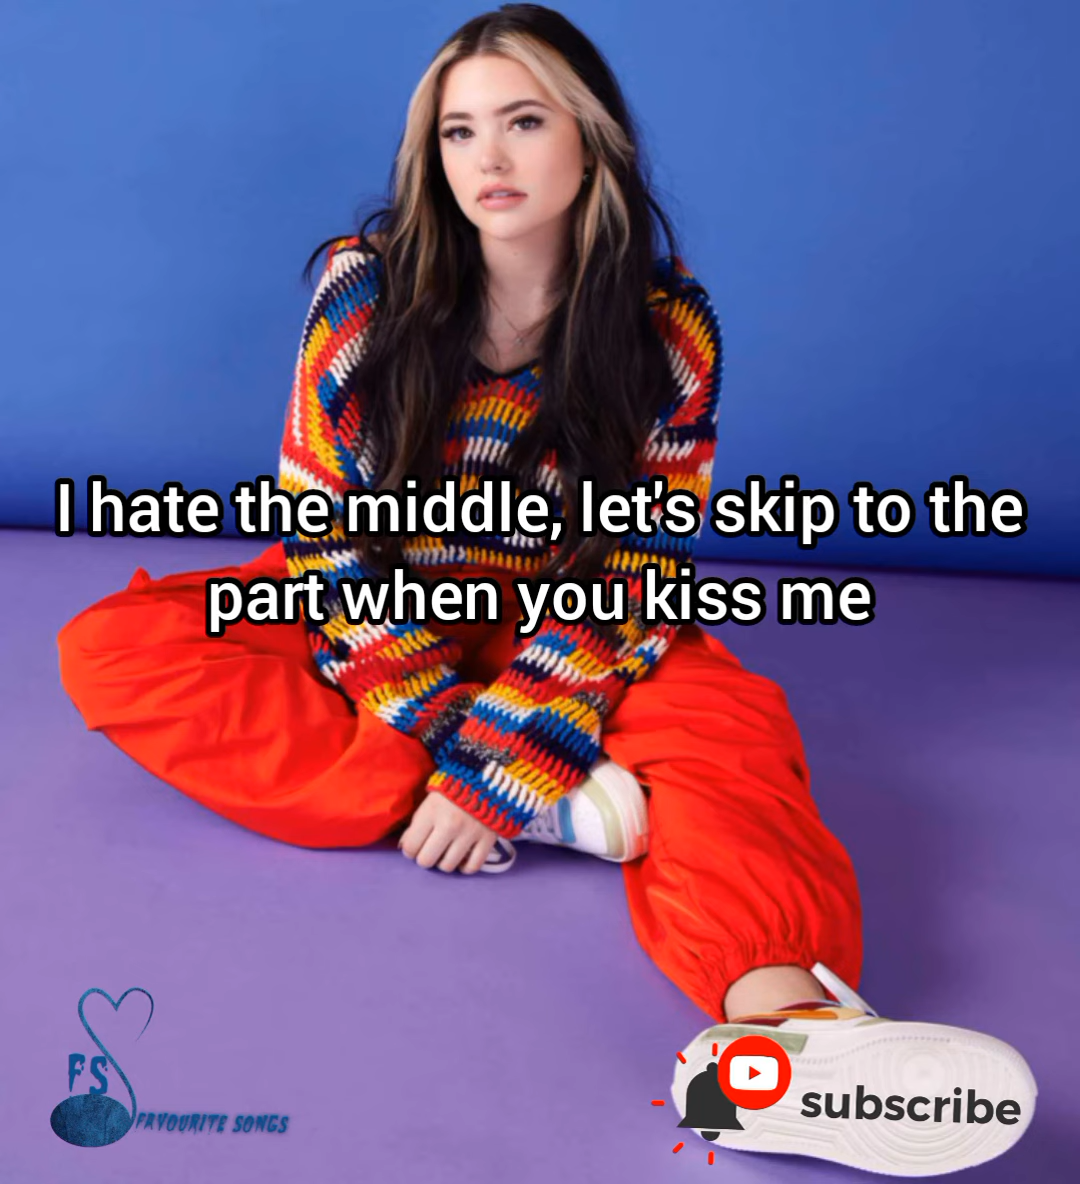 I hate the middle, let's skip to the
part when you kiss me
FS
FAVOURITE SONGS
subscribe